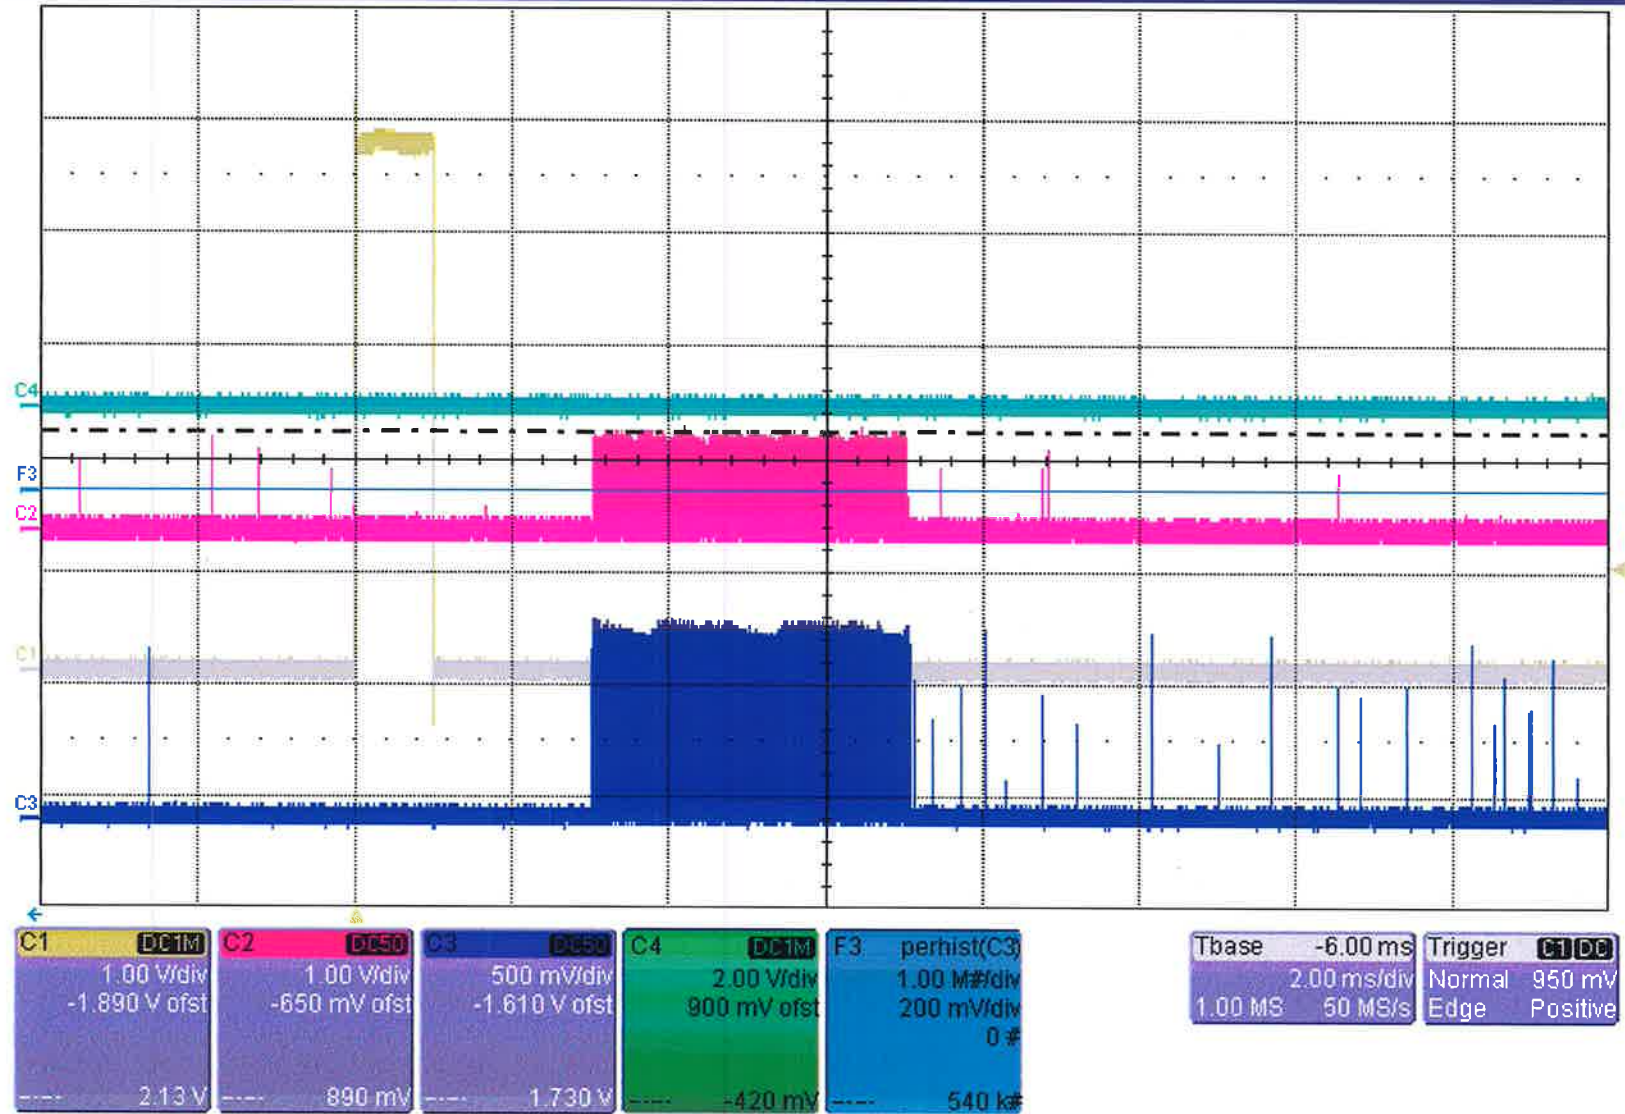 C4
F3
C2
C1
C3
C1 DC1M
1.00 V/div
-1.890 V ofst
2.13 V
C2 DC50
1.00 V/div
-650 mV ofst
890 mV
C3 DC50
500 mV/div
-1.610 V ofst
1.730 V
C4 DC1M
2.00 V/div
900 mV ofst
-420 mV
F3 perhist(C3)
1.00 M#/div
200 mV/div
0 #
540 k#
Tbase -6.00 ms
2.00 ms/div
1.00 MS 50 MS/s
Trigger C1 DC
Normal 950 mV
Edge Positive